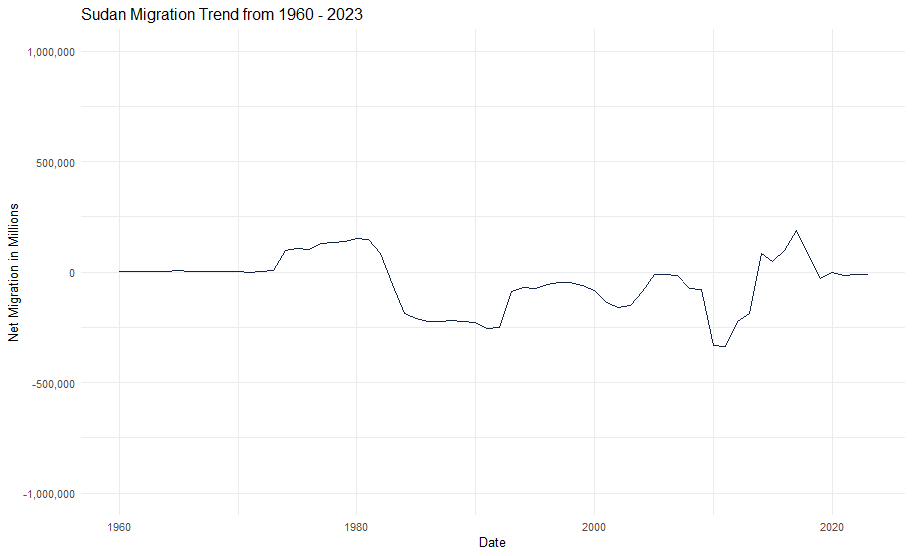 Sudan Migration Trend from 1960 - 2023
1,000,000
500,000
0
-500,000
-1,000,000
Net Migration in Millions
1960 1980 2000 2020
Date